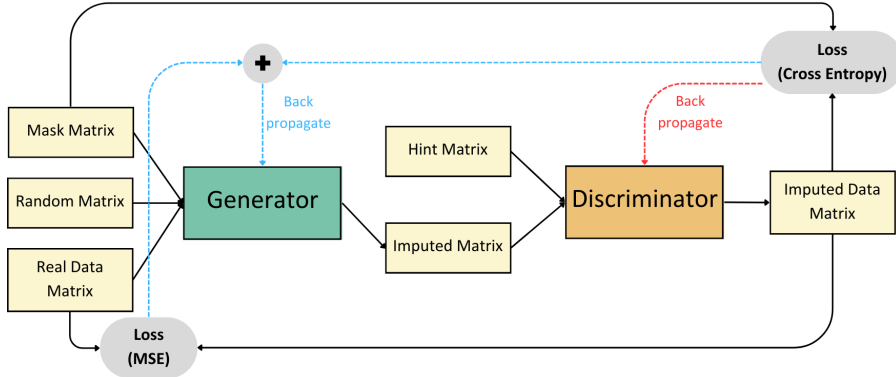 Loss
(Cross Entropy)
Back
propagate
Back
propagate
Mask Matrix
Hint Matrix
Random Matrix
Generator
Discriminator
Imputed Data
Matrix
Imputed Matrix
Real Data
Matrix
Loss
(MSE)